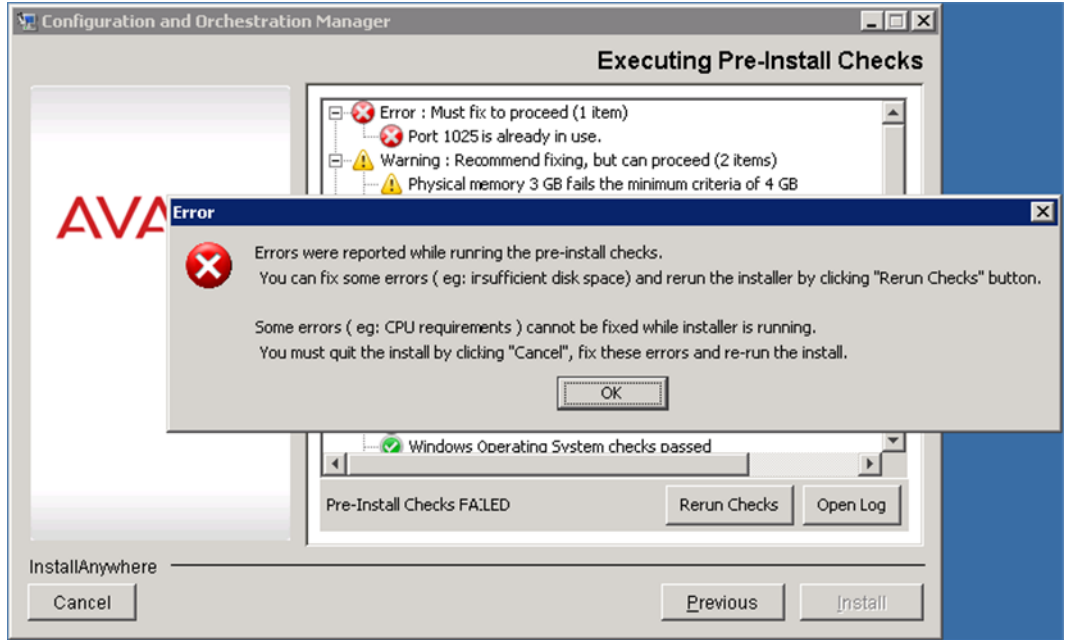 Configuration and Orchestration Manager
Executing Pre-Install Checks
Error : Must fix to proceed (1 item)
Port 1025 is already in use.
Warning : Recommend fixing, but can proceed (2 items)
Physical memory 3 GB fails the minimum criteria of 4 GB
AVA
Error
Errors were reported while running the pre-install checks.
You can fix some errors ( eg: insufficient disk space) and rerun the installer by clicking "Rerun Checks" button.
Some errors ( eg: CPU requirements ) cannot be fixed while installer is running.
You must quit the install by clicking "Cancel", fix these errors and re-run the install.
OK
Windows Operating System checks passed
Pre-Install Checks FAILED
Rerun Checks
Open Log
InstallAnywhere
Cancel
Previous
Install